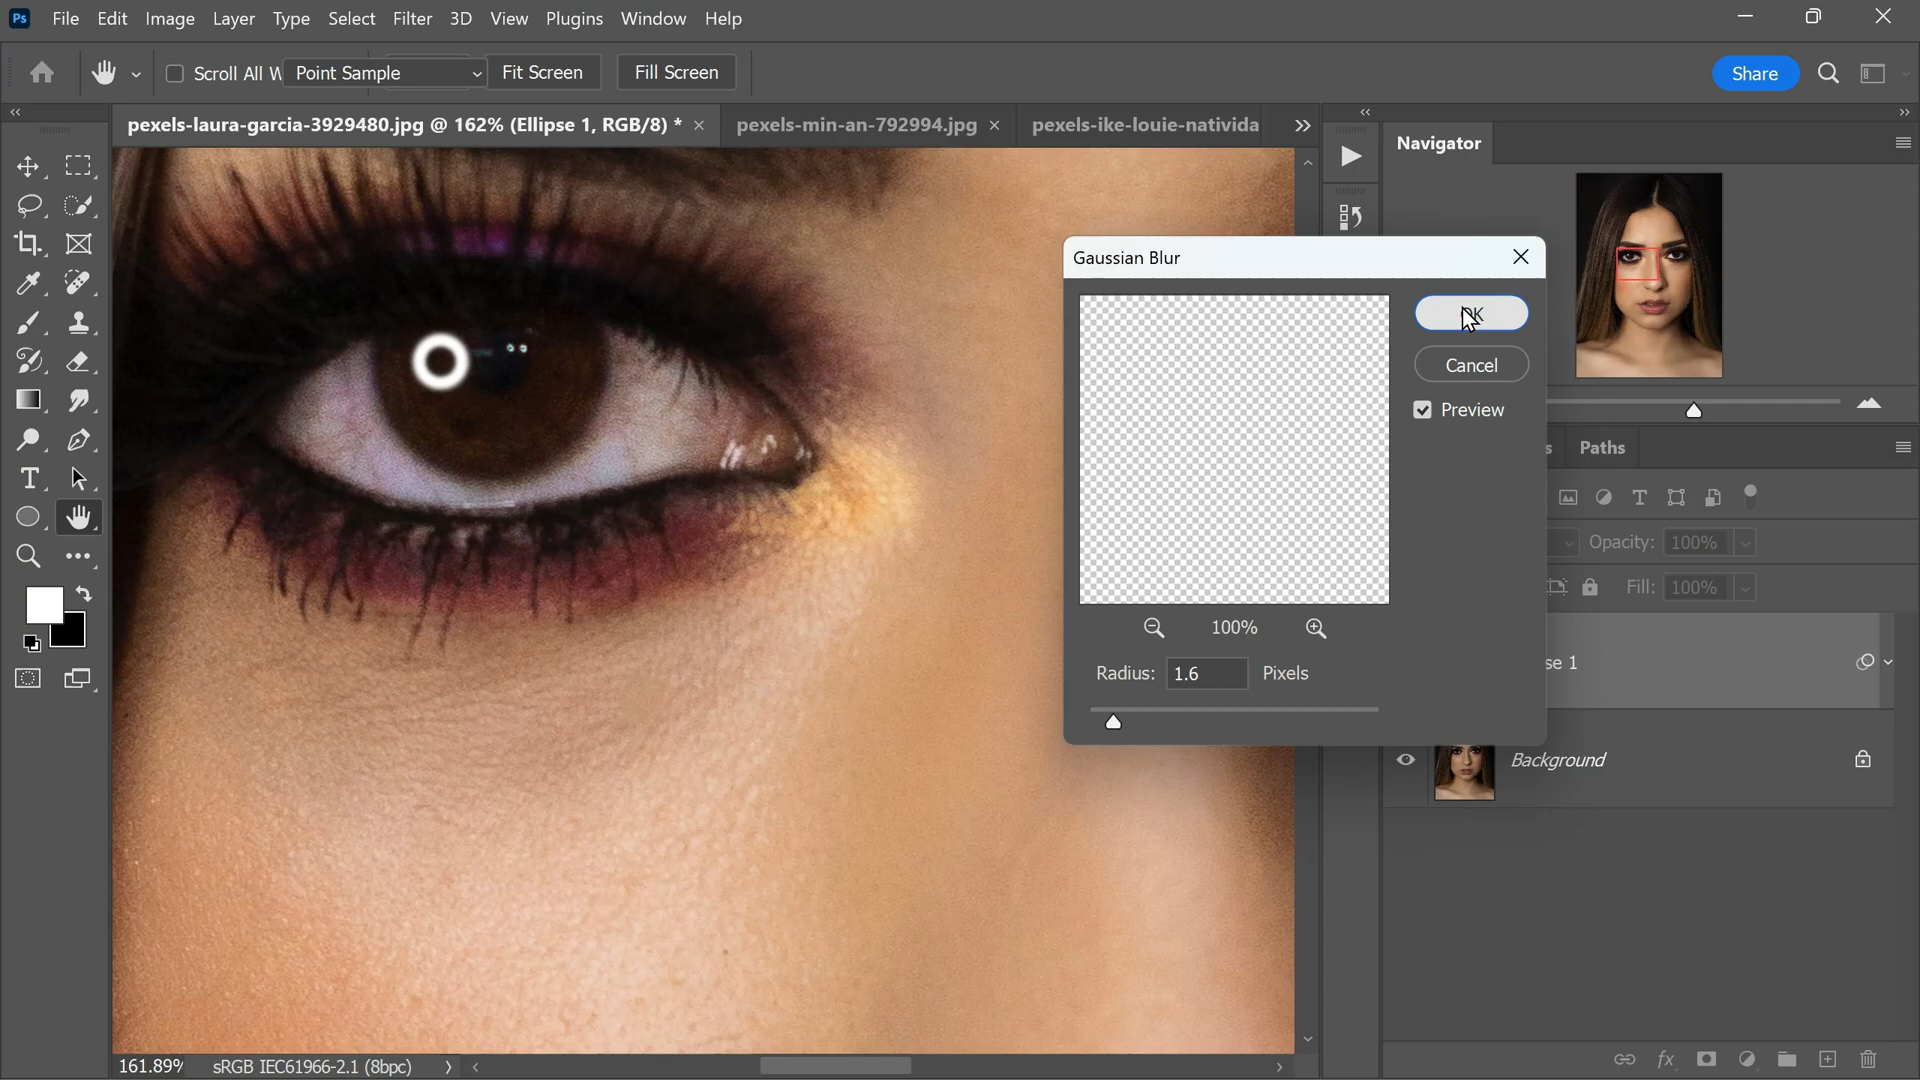 Ps File Edit Image Layer Type Select Filter 3D View Plugins Window Help
Scroll All W Point Sample Fit Screen Fill Screen Share
pexels-laura-garcia-3929480.jpg @ 162% (Ellipse 1, RGB/8) * pexels-min-an-792994.jpg pexels-ike-louie-nativida
Navigator
Gaussian Blur
OK
Cancel
Preview
100%
Radius: 1.6 Pixels
s Paths
Opacity: 100%
Fill: 100%
se 1
Background
161.89% sRGB IEC61966-2.1 (8bpc)